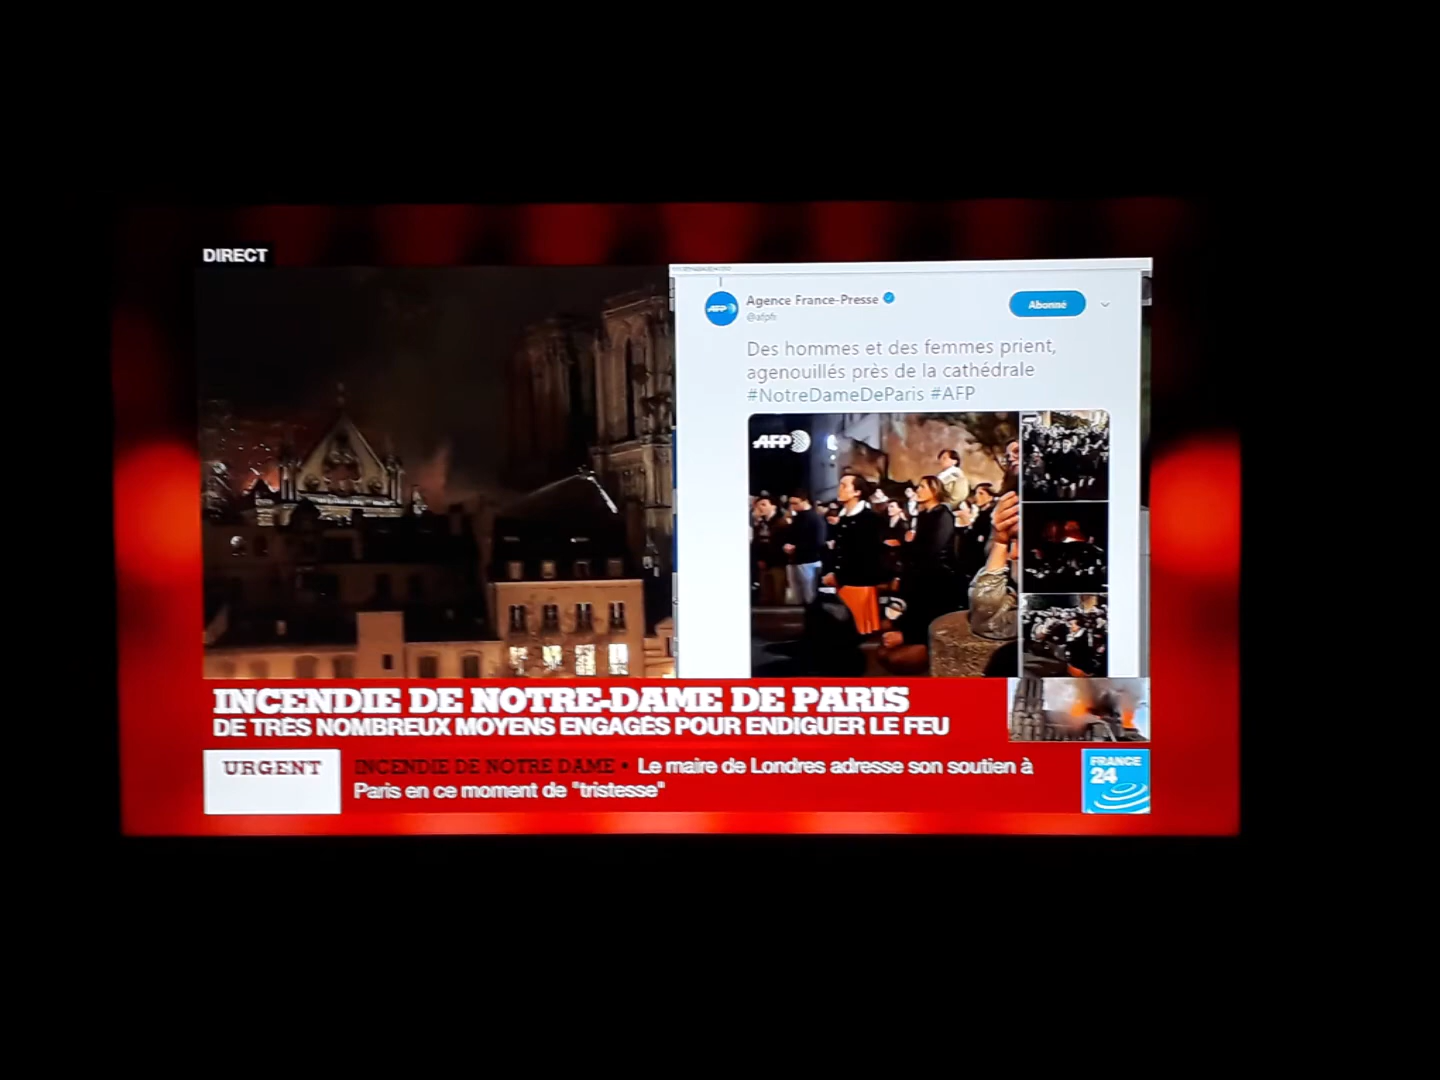 DIRECT
Agence France-Presse
@afpfr
Abonné
Des hommes et des femmes prient,
agenouillés près de la cathédrale
#NotreDameDeParis #AFP
AFP
AFP
INCENDIE DE NOTRE-DAME DE PARIS
DE TRÈS NOMBREUX MOYENS ENGAGÉS POUR ENDIGUER LE FEU
URGENT
INCENDIE DE NOTRE DAME • Le maire de Londres adresse son soutien à
Paris en ce moment de "tristesse"
FRANCE
24